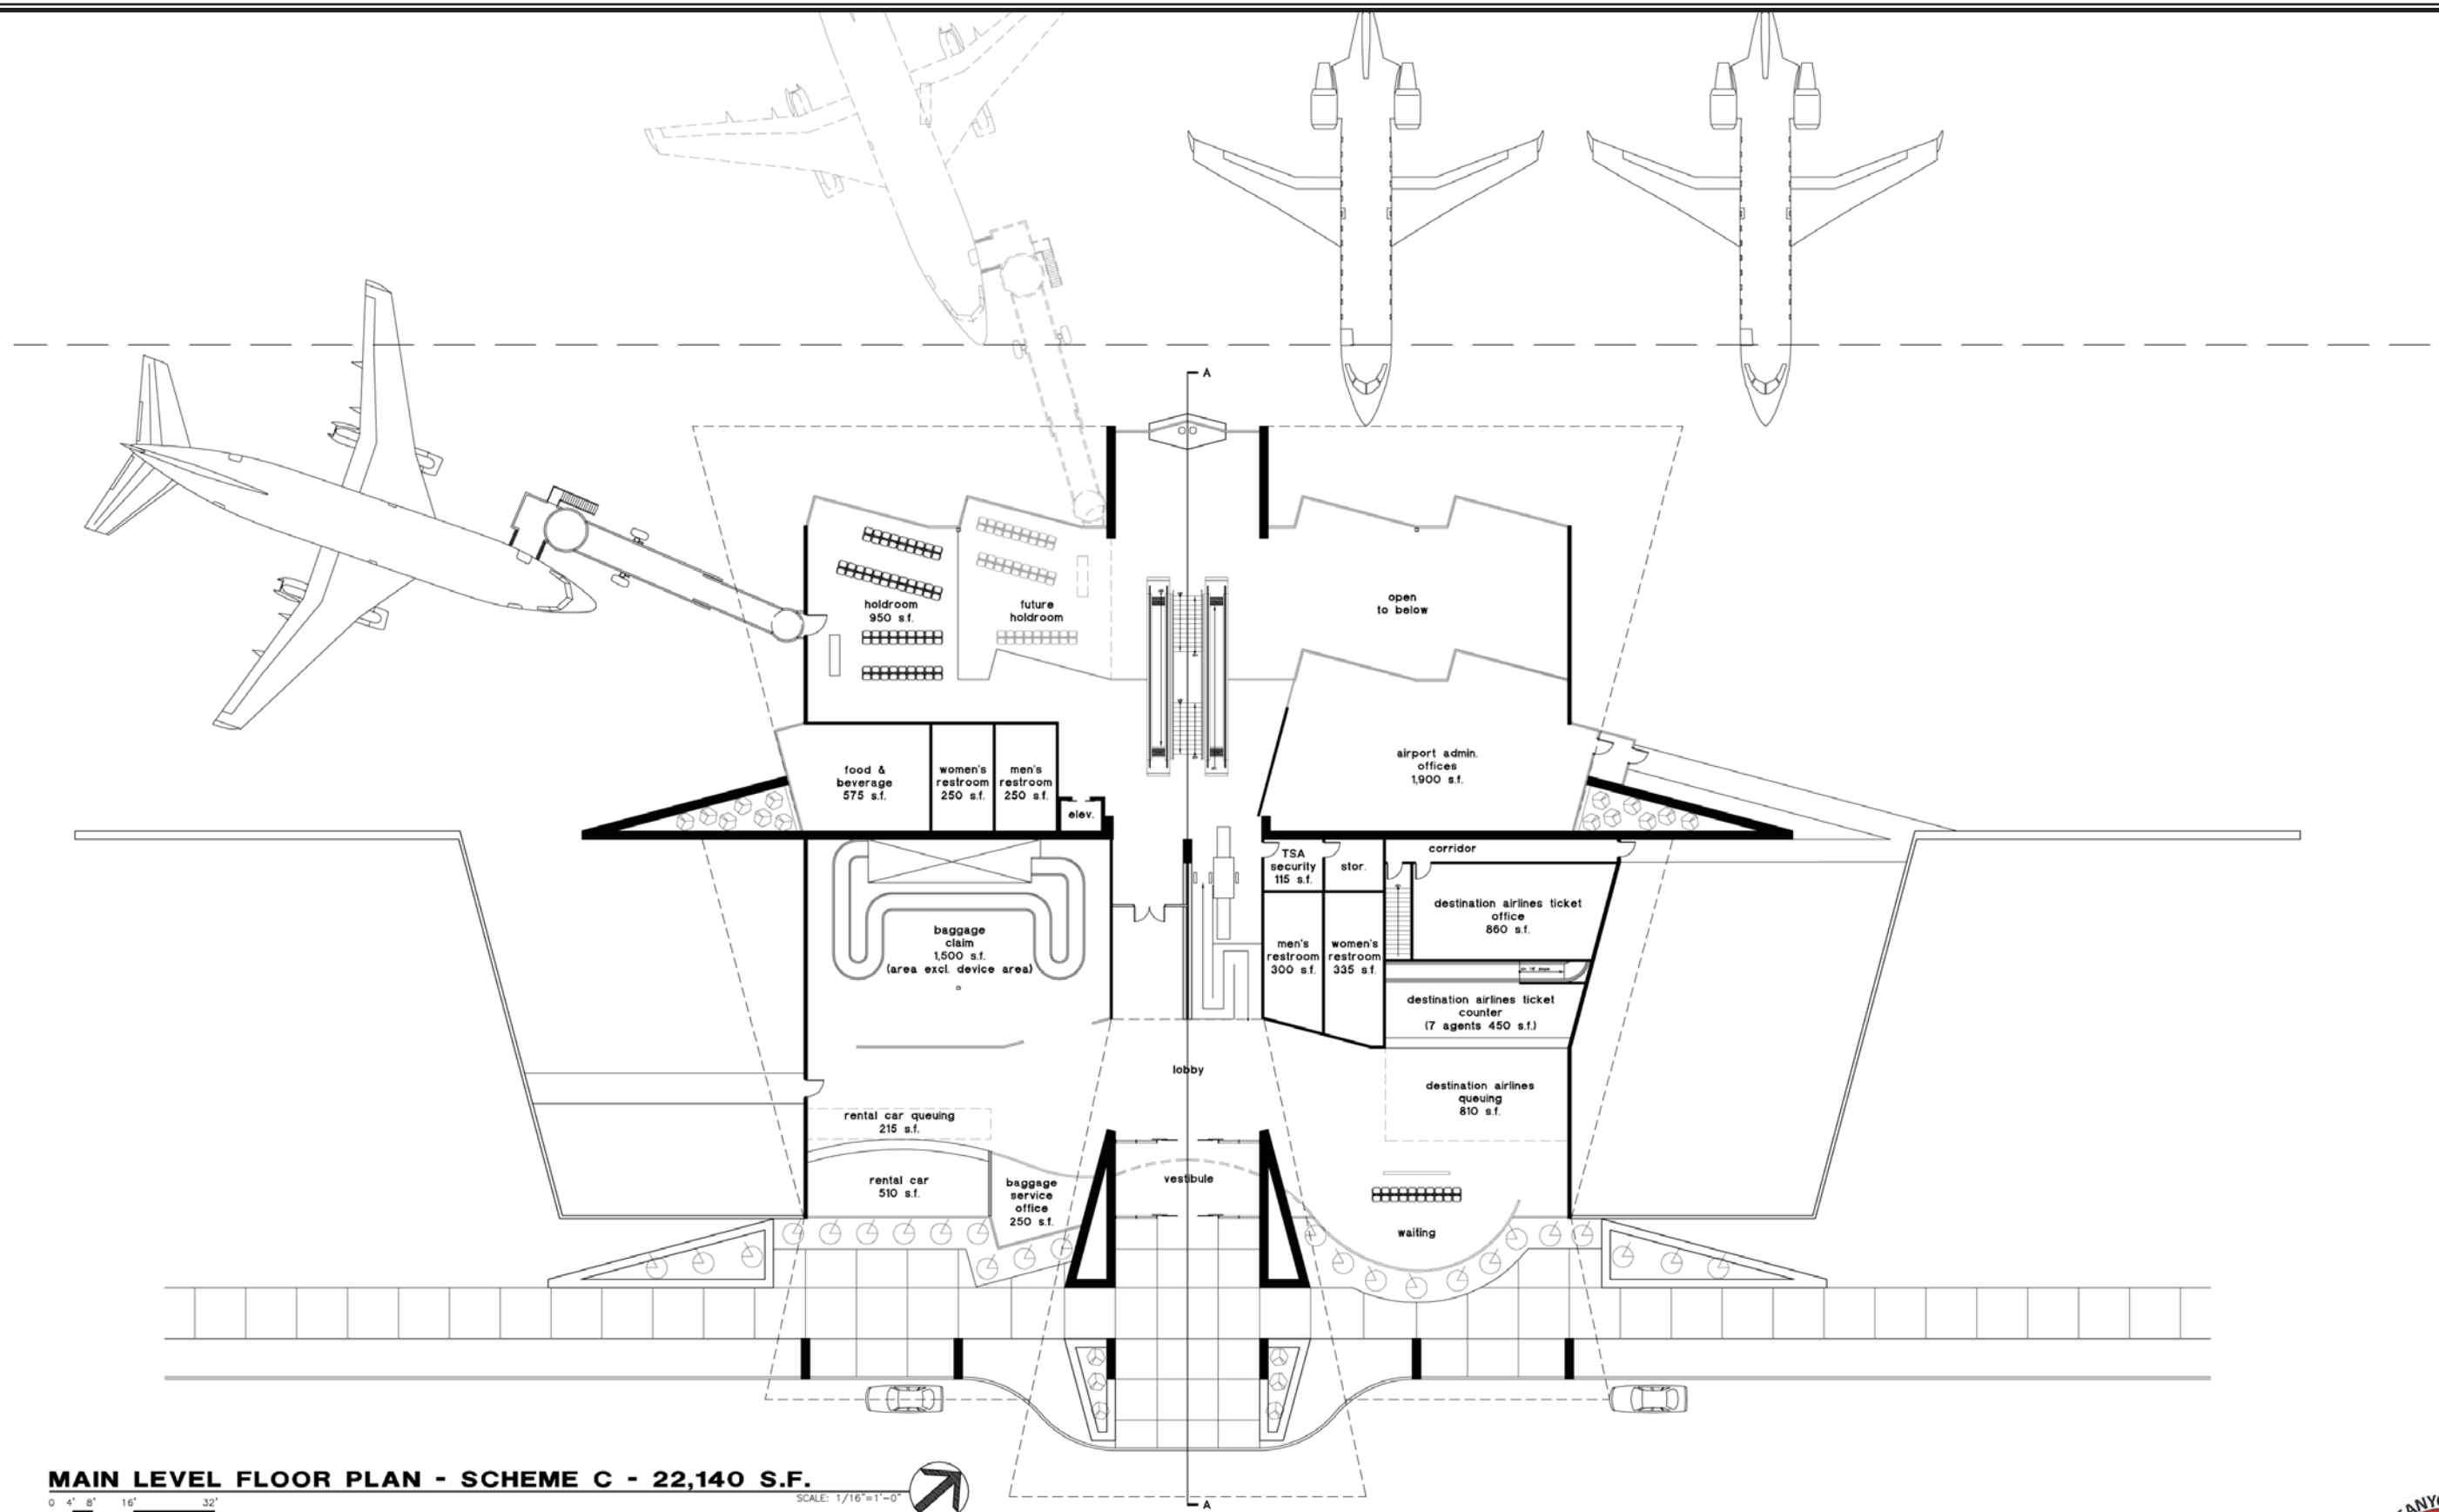 A
holdroom
950 s.f.
future
holdroom
open
to below
food &
beverage
575 s.f.
women's
restroom
250 s.f.
men's
restroom
250 s.f.
elev.
airport admin.
offices
1,900 s.f.
TSA
security
115 s.f.
stor.
corridor
destination airlines ticket
office
860 s.f.
baggage
claim
1,500 s.f.
(area excl. device area)
men's
restroom
300 s.f.
women's
restroom
335 s.f.
destination airlines ticket
counter
(7 agents 450 s.f.)
lobby
destination airlines
queuing
810 s.f.
rental car queuing
215 s.f.
rental car
510 s.f.
baggage
service
office
250 s.f.
vestibule
waiting
MAIN LEVEL FLOOR PLAN - SCHEME C - 22,140 S.F.
0 4' 8' 16' 32'
SCALE: 1/16"=1'-0"
A